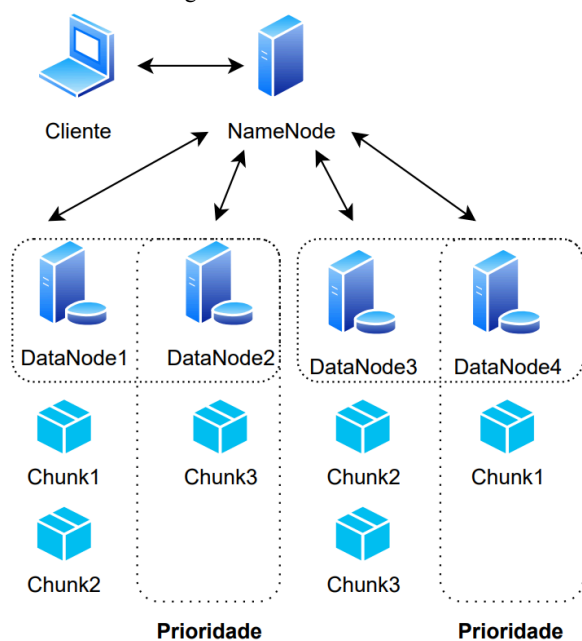 Cliente
NameNode
DataNode1
DataNode2
DataNode3
DataNode4
Chunk1
Chunk3
Chunk2
Chunk1
Chunk2
Chunk3
Prioridade
Prioridade